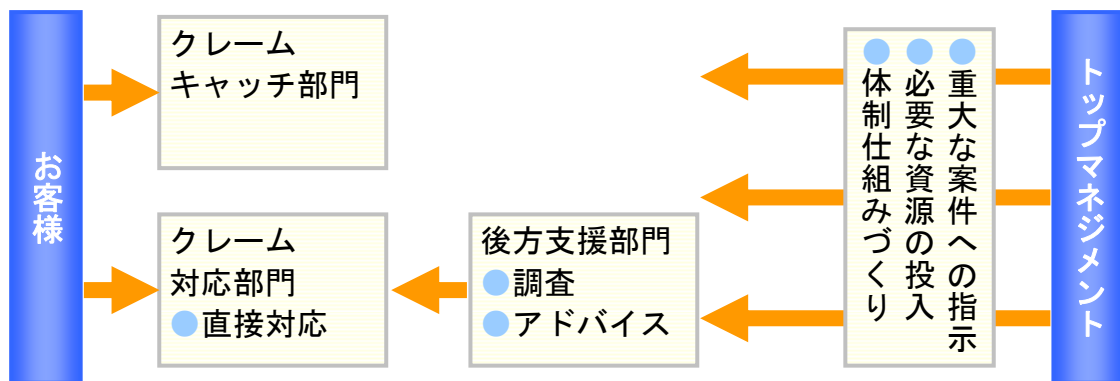 お客様
クレーム
キャッチ部門
クレーム
対応部門
●直接対応
後方支援部門
●調査
●アドバイス
●重大な案件への指示
●必要な資源の投入
●体制仕組みづくり
トップマネジメント